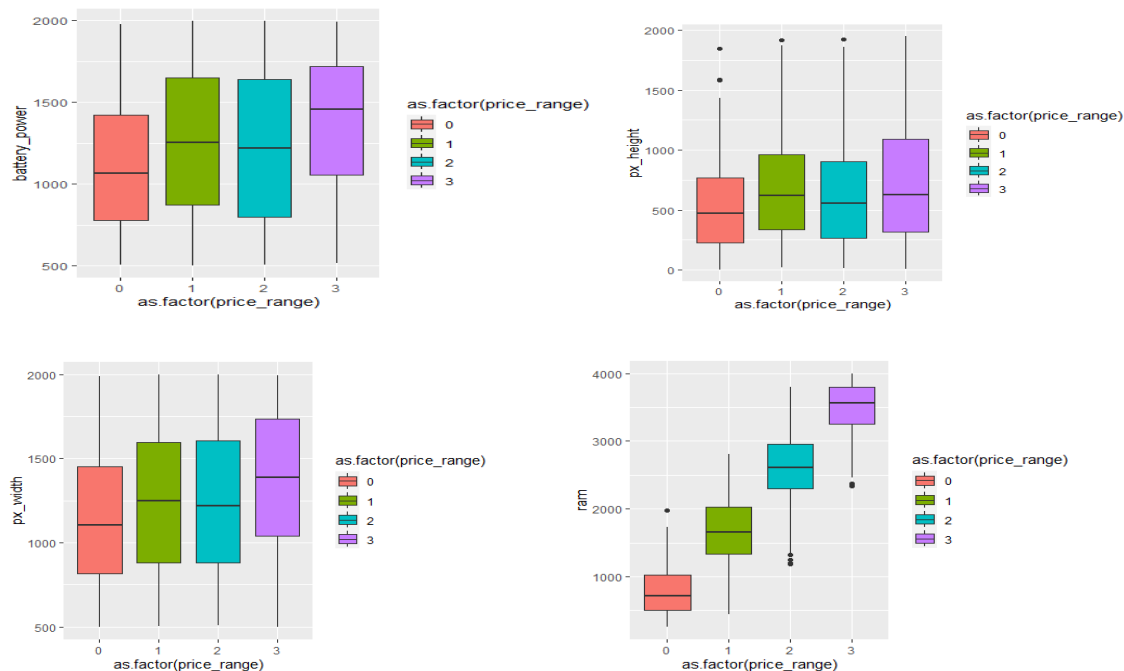 battery_power
2000
1500
1000
500
0 1 2 3
as.factor(price_range)
as.factor(price_range)
0
1
2
3
px_height
2000
1500
1000
500
0
0 1 2 3
as.factor(price_range)
as.factor(price_range)
0
1
2
3
px_width
2000
1500
1000
500
0 1 2 3
as.factor(price_range)
as.factor(price_range)
0
1
2
3
ram
4000
3000
2000
1000
0 1 2 3
as.factor(price_range)
as.factor(price_range)
0
1
2
3